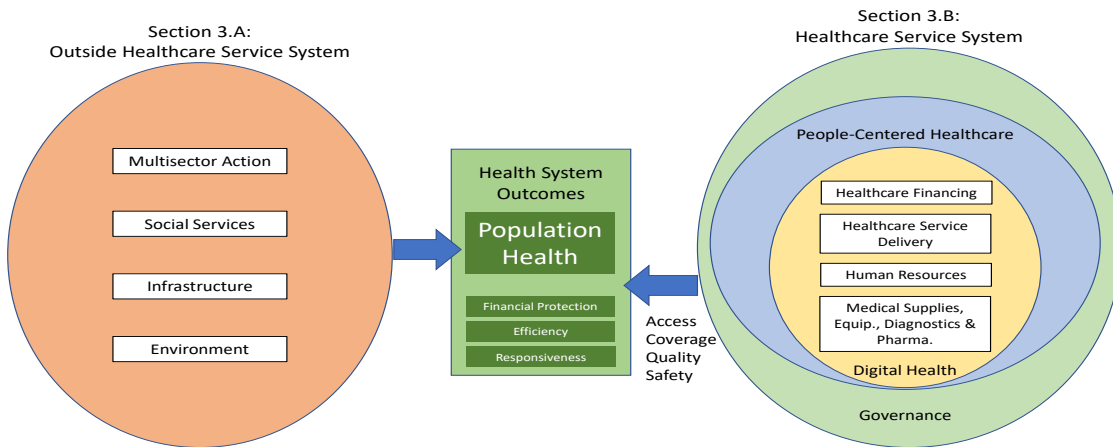 Section 3.A:
Outside Healthcare Service System
Multisector Action
Social Services
Infrastructure
Environment
Health System
Outcomes
Population
Health
Financial Protection
Efficiency
Responsiveness
Access
Coverage
Quality
Safety
Section 3.B:
Healthcare Service System
People-Centered Healthcare
Healthcare Financing
Healthcare Service
Delivery
Human Resources
Medical Supplies,
Equip., Diagnostics &
Pharma.
Digital Health
Governance